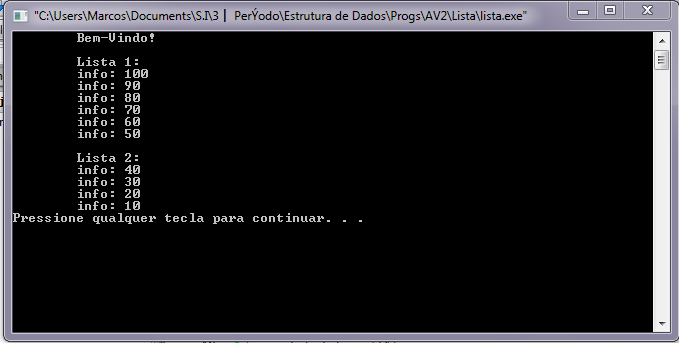 "C:\Users\Marcos\Documents\S.I\3 ┃ PerÝodo\Estrutura de Dados\Progs\AV2\Lista\lista.exe"
Bem-Vindo!
Lista 1:
info: 100
info: 90
info: 80
info: 70
info: 60
info: 50
Lista 2:
info: 40
info: 30
info: 20
info: 10
Pressione qualquer tecla para continuar. . .